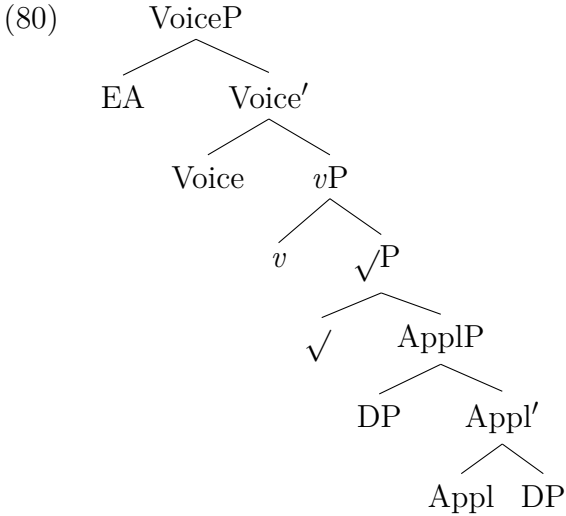 (80) VoiceP
EA Voice′
Voice vP
v √P
√ ApplP
DP Appl′
Appl DP